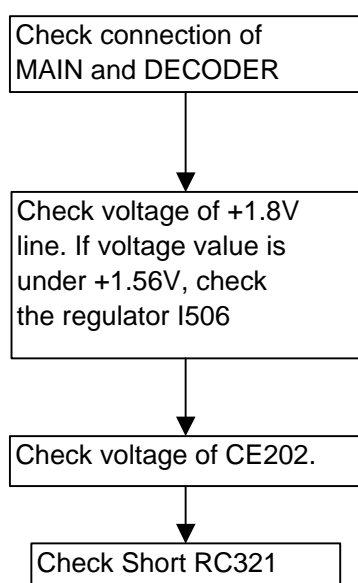 Check connection of
MAIN and DECODER
Check voltage of +1.8V
line. If voltage value is
under +1.56V, check
the regulator I506
Check voltage of CE202.
Check Short RC321